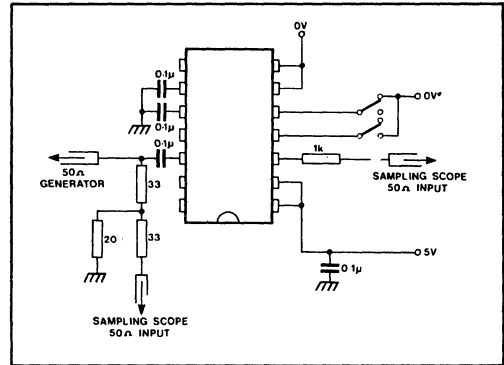 0V
0·1µ
0·1µ
0·1µ
0V*
1k
50Ω
GENERATOR
33
SAMPLING SCOPE
50Ω INPUT
20
33
0·1µ
5V
SAMPLING SCOPE
50Ω INPUT